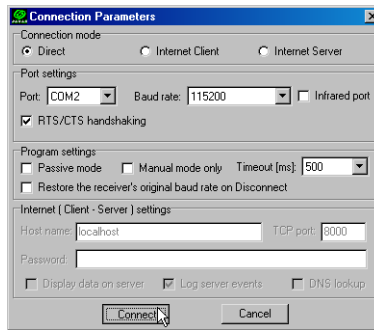 Connection Parameters
Connection mode
Direct Internet Client Internet Server
Port settings
Port: COM2 Baud rate: 115200 Infrared port
RTS/CTS handshaking
Program settings
Passive mode Manual mode only Timeout [ms]: 500
Restore the receiver's original baud rate on Disconnect
Internet ( Client - Server ) settings
Host name: localhost TCP port: 8000
Password:
Display data on server Log server events DNS lookup
Connect Cancel